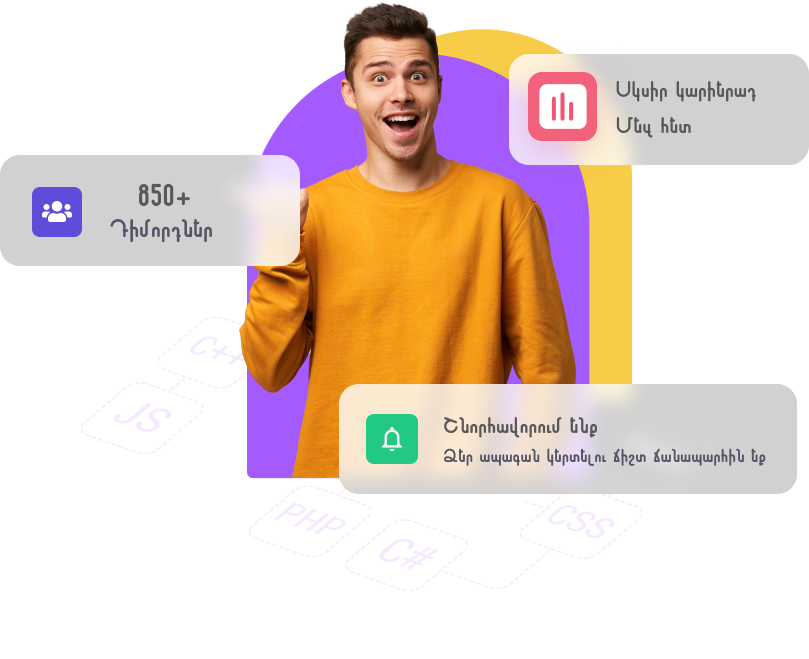 Սկսիր կարիերադ
Մեզ հետ
850+
Դիմորդներ
C++
JS
Շնորհավորում ենք
Ձեր ապագան կերտելու ճիշտ ճանապարհին եք
PHP
C#
CSS